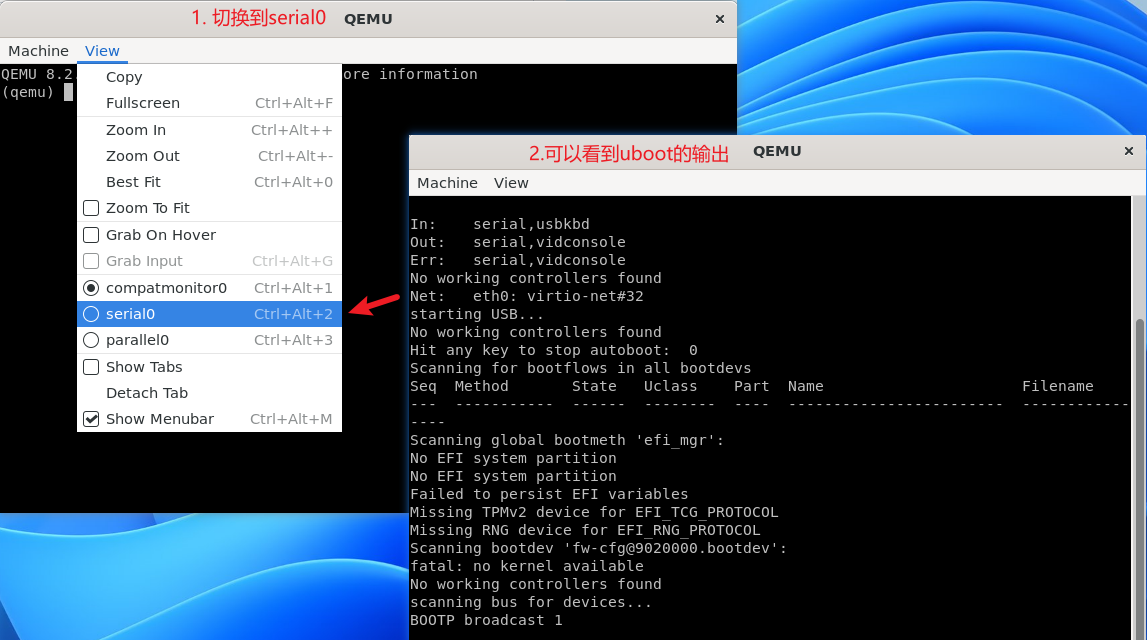 1. 切换到serial0 QEMU ×
Machine View
QEMU 8.2. ore information
(qemu)
Copy
Fullscreen Ctrl+Alt+F
Zoom In Ctrl+Alt++
Zoom Out Ctrl+Alt+-
Best Fit Ctrl+Alt+0
Zoom To Fit
Grab On Hover
Grab Input Ctrl+Alt+G
compatmonitor0 Ctrl+Alt+1
serial0 Ctrl+Alt+2
parallel0 Ctrl+Alt+3
Show Tabs
Detach Tab
Show Menubar Ctrl+Alt+M
2.可以看到uboot的输出 QEMU ×
Machine View
In:    serial,usbkbd
Out:   serial,vidconsole
Err:   serial,vidconsole
No working controllers found
Net:   eth0: virtio-net#32
starting USB...
No working controllers found
Hit any key to stop autoboot:  0
Scanning for bootflows in all bootdevs
Seq  Method       State   Uclass    Part  Name                      Filename
---  -----------  ------  --------  ----  ------------------------  ------------
----
Scanning global bootmeth 'efi_mgr':
No EFI system partition
No EFI system partition
Failed to persist EFI variables
Missing TPMv2 device for EFI_TCG_PROTOCOL
Missing RNG device for EFI_RNG_PROTOCOL
Scanning bootdev 'fw-cfg@9020000.bootdev':
fatal: no kernel available
No working controllers found
scanning bus for devices...
BOOTP broadcast 1